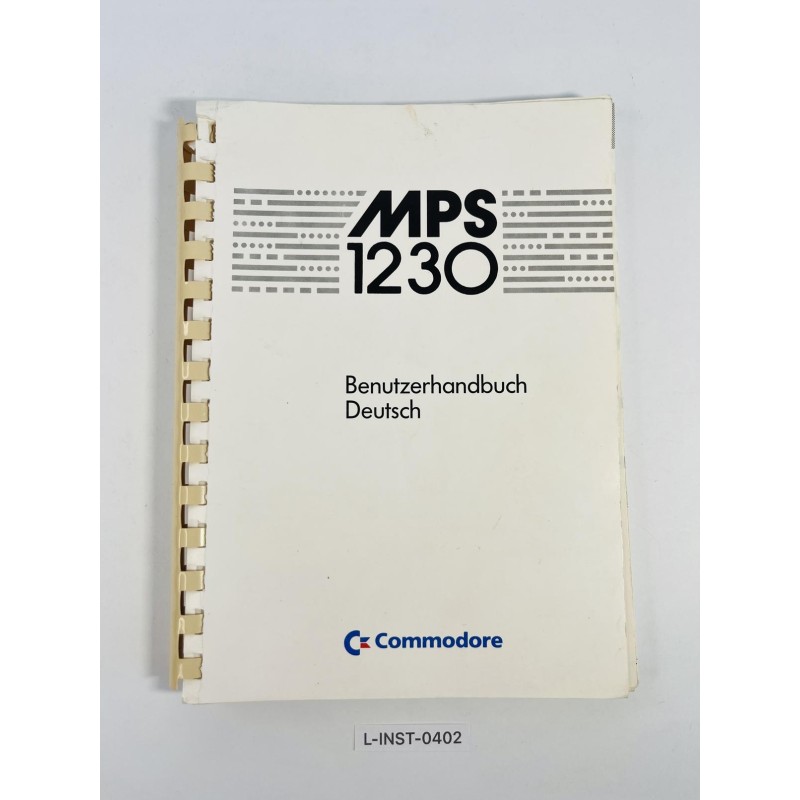 MPS
1230
Benutzerhandbuch
Deutsch
Commodore
L-INST-0402